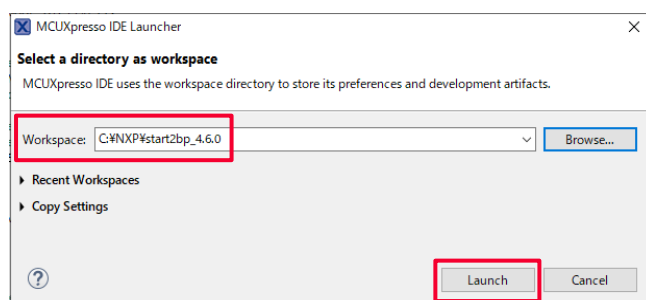 MCUXpresso IDE Launcher
Select a directory as workspace
MCUXpresso IDE uses the workspace directory to store its preferences and development artifacts.
Workspace: C:¥NXP¥start2bp_4.6.0 Browse...
Recent Workspaces
Copy Settings
? Launch Cancel